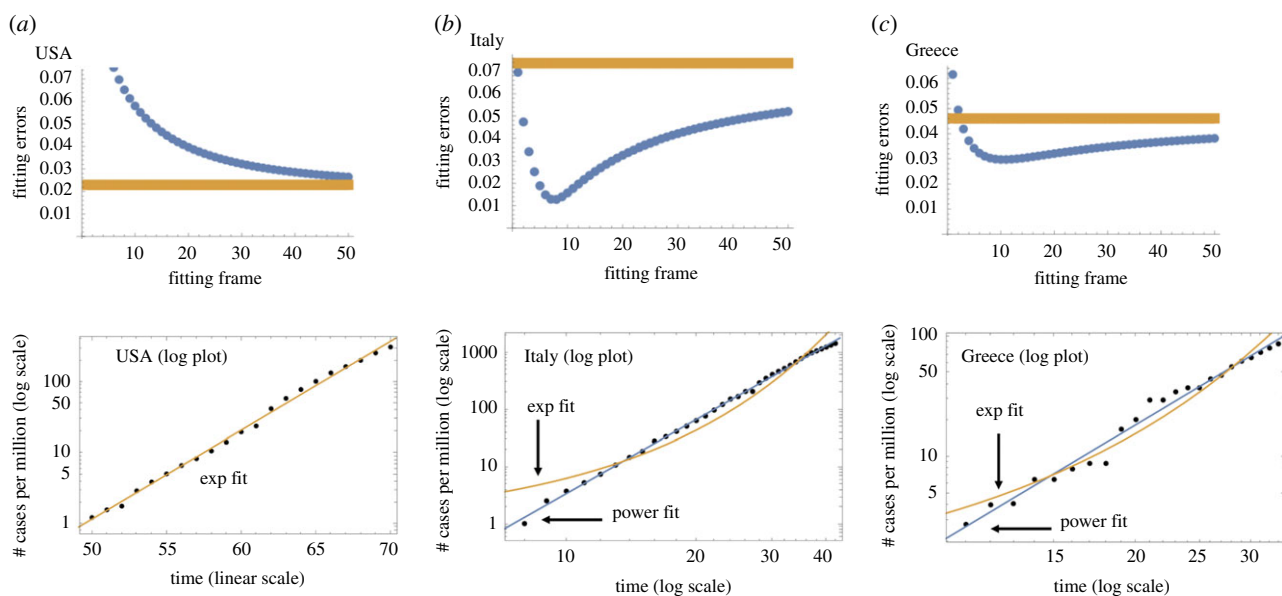 (a)
USA
0.07
0.06
0.05
0.04
0.03
0.02
0.01
fitting errors
10 20 30 40 50
fitting frame
(b)
Italy
0.07
0.06
0.05
0.04
0.03
0.02
0.01
fitting errors
10 20 30 40 50
fitting frame
(c)
Greece
0.06
0.05
0.04
0.03
0.02
0.01
fitting errors
10 20 30 40 50
fitting frame
USA (log plot)
# cases per million (log scale)
100
50
10
5
1
exp fit
50 55 60 65 70
time (linear scale)
Italy (log plot)
# cases per million (log scale)
1000
100
10
1
exp fit
power fit
10 20 30 40
time (log scale)
Greece (log plot)
# cases per million (log scale)
100
50
10
5
exp fit
power fit
15 20 25 30
time (log scale)